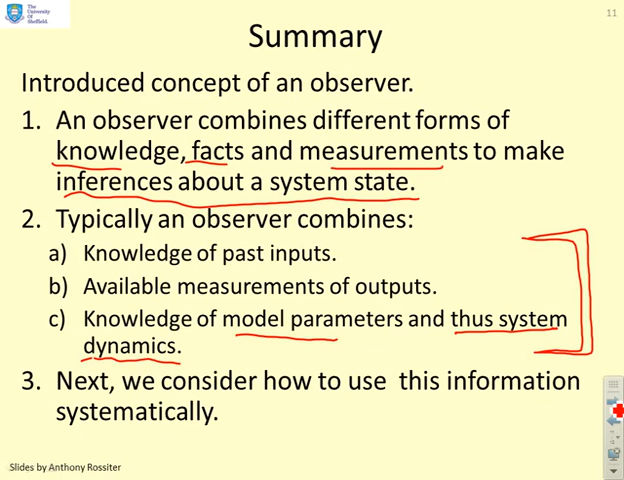 The
University
Of
Sheffield.
11
Summary
Introduced concept of an observer.
1. An observer combines different forms of
knowledge, facts and measurements to make
inferences about a system state.
2. Typically an observer combines:
a) Knowledge of past inputs.
b) Available measurements of outputs.
c) Knowledge of model parameters and thus system
dynamics.
3. Next, we consider how to use this information
systematically.
Slides by Anthony Rossiter